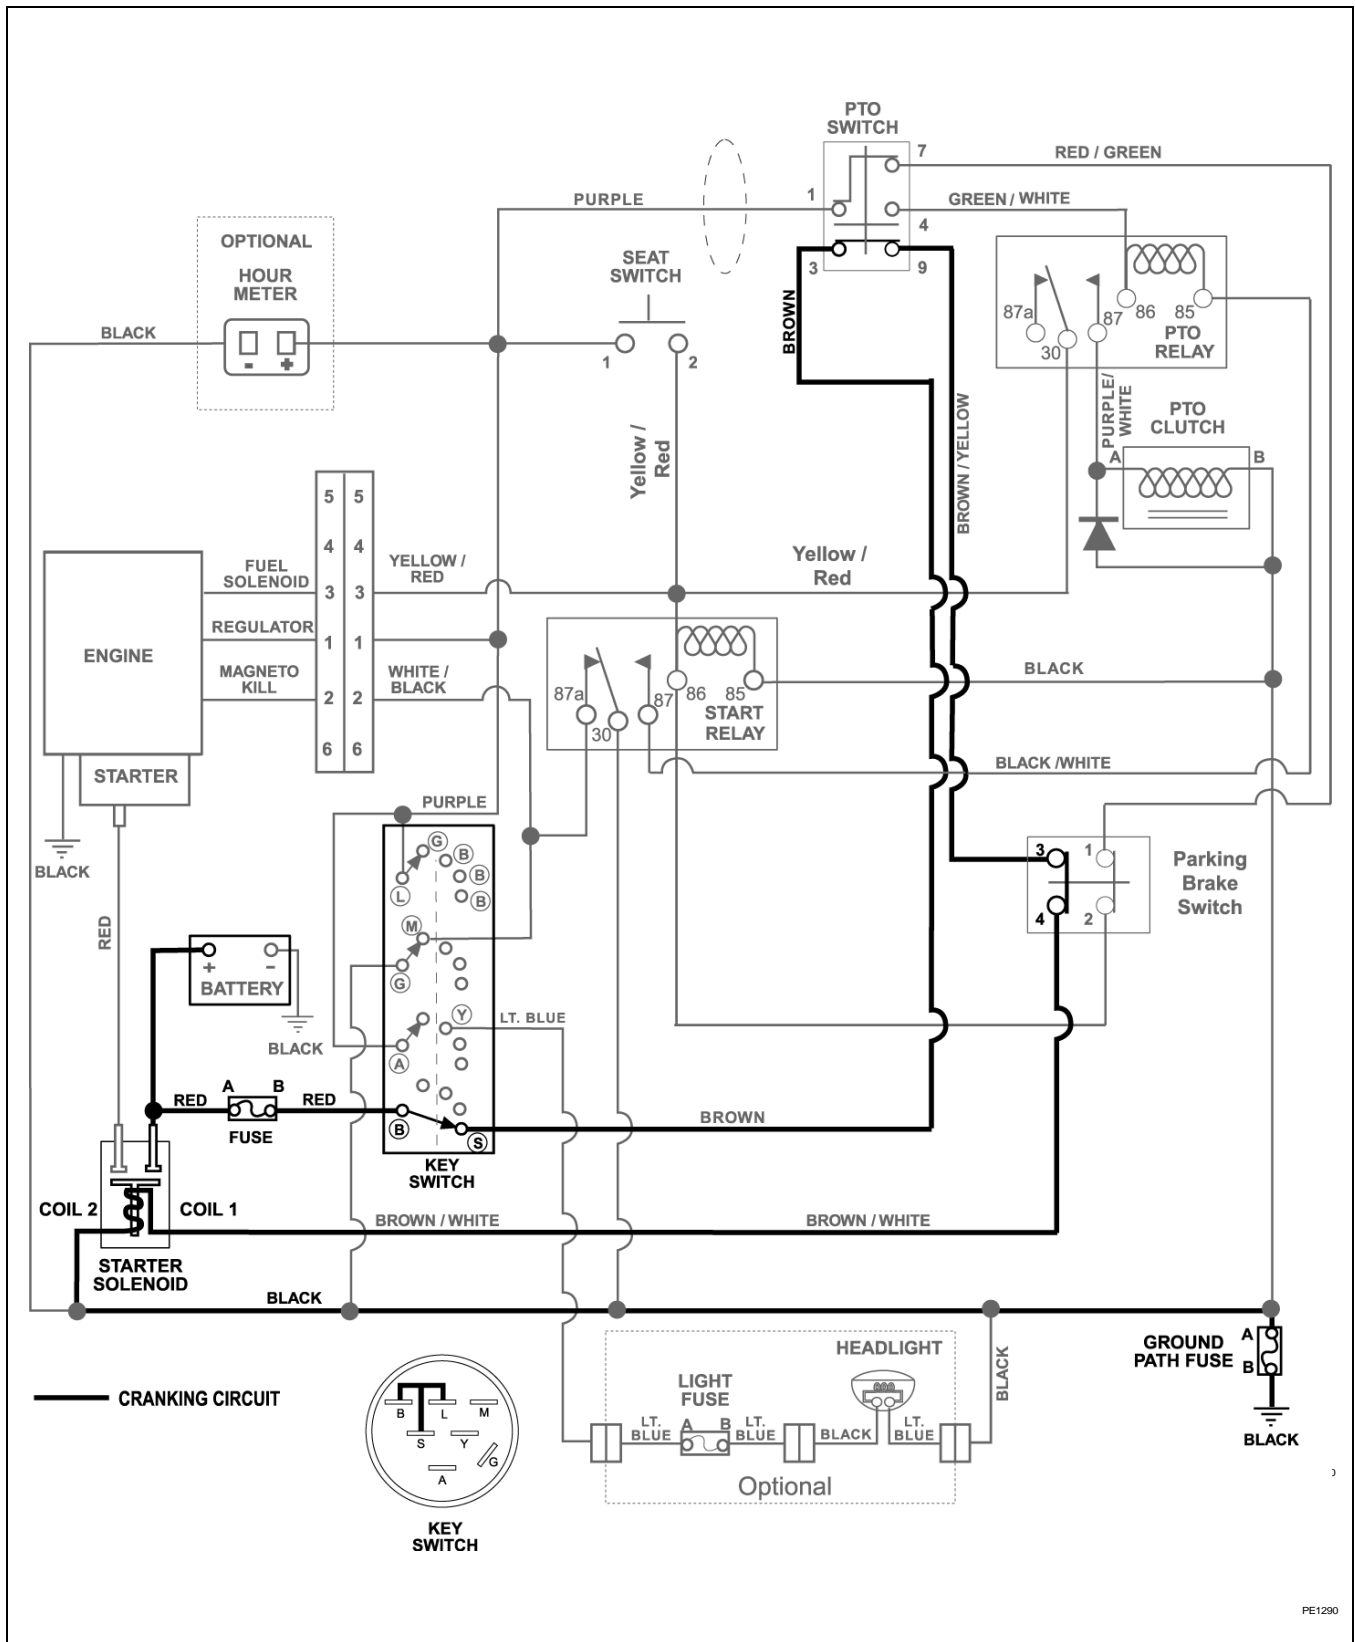 PTO
SWITCH
7
RED / GREEN
1
PURPLE
GREEN / WHITE
4
OPTIONAL
HOUR
METER
- +
BLACK
SEAT
SWITCH
1
2
3
9
BROWN
87a
30
87
86
85
PTO
RELAY
PURPLE/
WHITE
PTO
CLUTCH
A
B
BROWN / YELLOW
Yellow /
Red
5 5
4 4
3 3
1 1
2 2
6 6
ENGINE
FUEL
SOLENOID
YELLOW /
RED
Yellow /
Red
REGULATOR
MAGNETO
KILL
WHITE /
BLACK
87a
30
87
86
85
START
RELAY
BLACK
STARTER
BLACK /WHITE
PURPLE
BLACK
G
B
B
B
L
M
G
Y
A
B
S
3
1
4
2
Parking
Brake
Switch
RED
+ -
BATTERY
BLACK
LT. BLUE
A B
RED
RED
FUSE
BROWN
KEY
SWITCH
COIL 2
COIL 1
BROWN / WHITE
BROWN / WHITE
STARTER
SOLENOID
BLACK
GROUND
PATH FUSE
A
B
BLACK
CRANKING CIRCUIT
B L M
S Y
G
A
KEY
SWITCH
HEADLIGHT
LIGHT
FUSE
BLACK
LT.
BLUE
A B
LT.
BLUE
BLACK
LT.
BLUE
Optional
PE1290